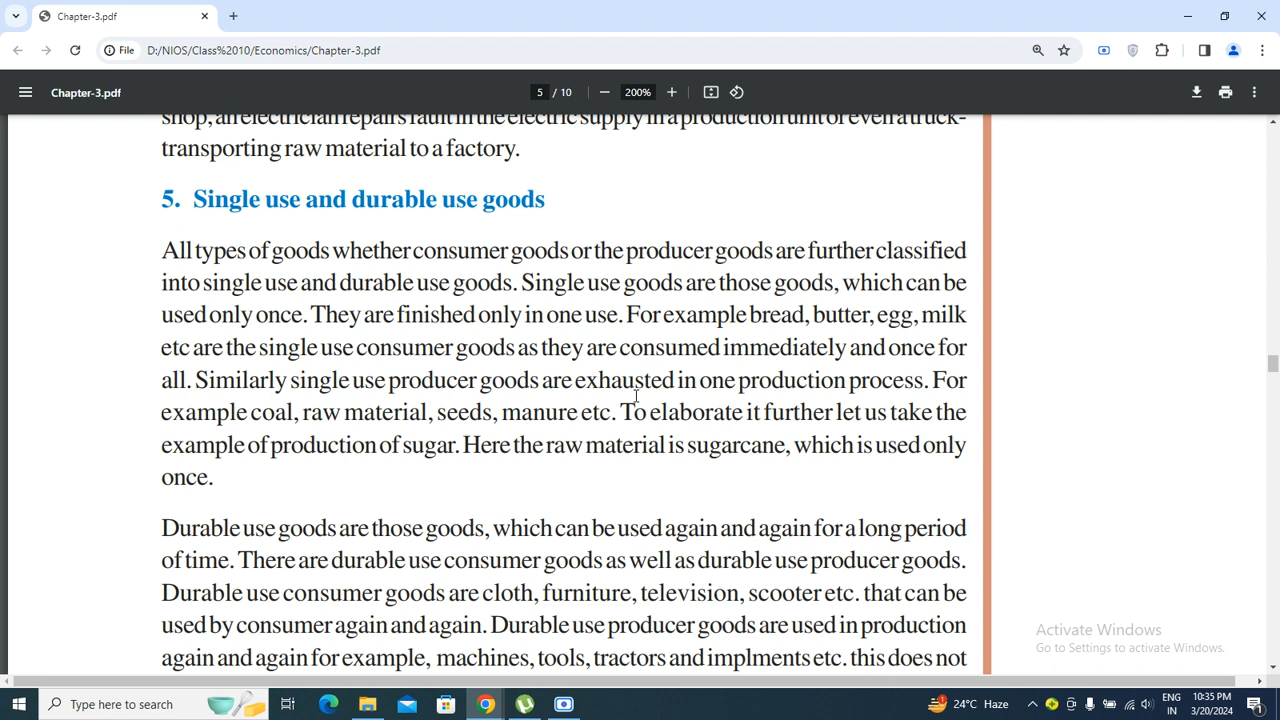 Chapter-3.pdf
File
D:/NIOS/Class%2010/Economics/Chapter-3.pdf
Chapter-3.pdf
5 / 10
200%
shop, an electrician repairs fault in the electric supply in a production unit or even a truck-
transporting raw material to a factory.
5. Single use and durable use goods
All types of goods whether consumer goods or the producer goods are further classified
into single use and durable use goods. Single use goods are those goods, which can be
used only once. They are finished only in one use. For example bread, butter, egg, milk
etc are the single use consumer goods as they are consumed immediately and once for
all. Similarly single use producer goods are exhausted in one production process. For
example coal, raw material, seeds, manure etc. To elaborate it further let us take the
example of production of sugar. Here the raw material is sugarcane, which is used only
once.
Durable use goods are those goods, which can be used again and again for a long period
of time. There are durable use consumer goods as well as durable use producer goods.
Durable use consumer goods are cloth, furniture, television, scooter etc. that can be
used by consumer again and again. Durable use producer goods are used in production
again and again for example, machines, tools, tractors and implments etc. this does not
Activate Windows
Go to Settings to activate Windows.
Type here to search
24°C Haze
ENG
IN
10:35 PM
3/20/2024
1